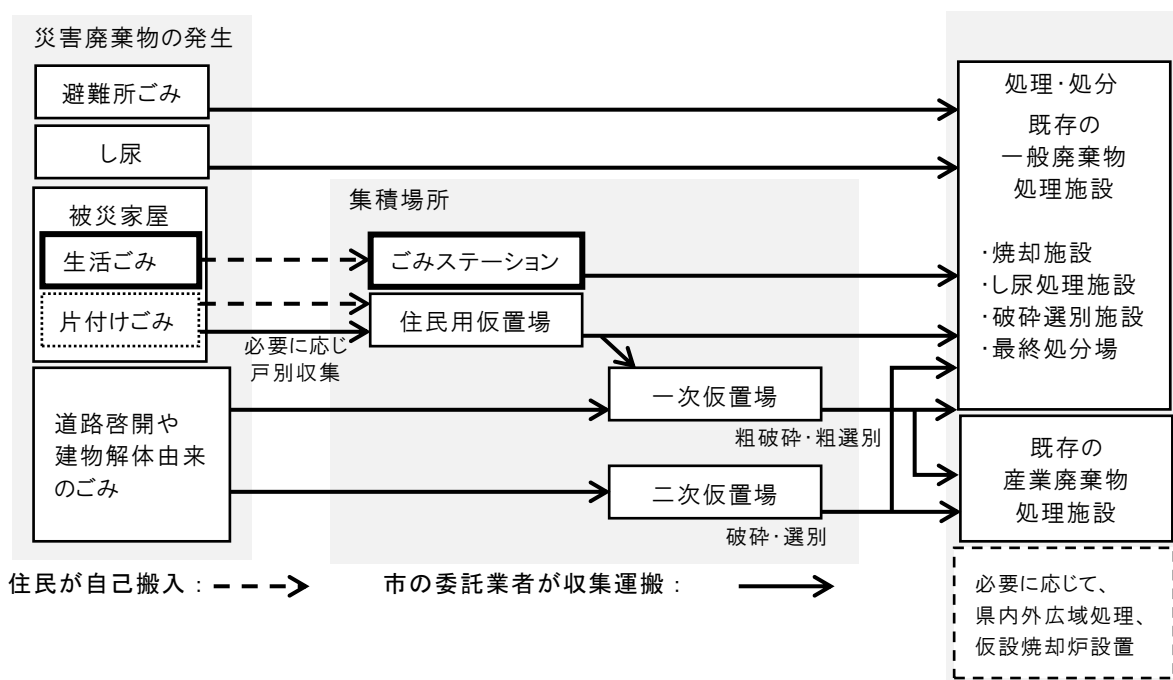 災害廃棄物の発生
避難所ごみ
し尿
被災家屋
生活ごみ
片付けごみ
必要に応じ
戸別収集
道路啓開や
建物解体由来
のごみ
集積場所
ごみステーション
住民用仮置場
一次仮置場
粗破砕・粗選別
二次仮置場
破砕・選別
処理・処分
既存の
一般廃棄物
処理施設
・焼却施設
・し尿処理施設
・破砕選別施設
・最終処分場
既存の
産業廃棄物
処理施設
必要に応じて、
県内外広域処理、
仮設焼却炉設置
住民が自己搬入：
市の委託業者が収集運搬：